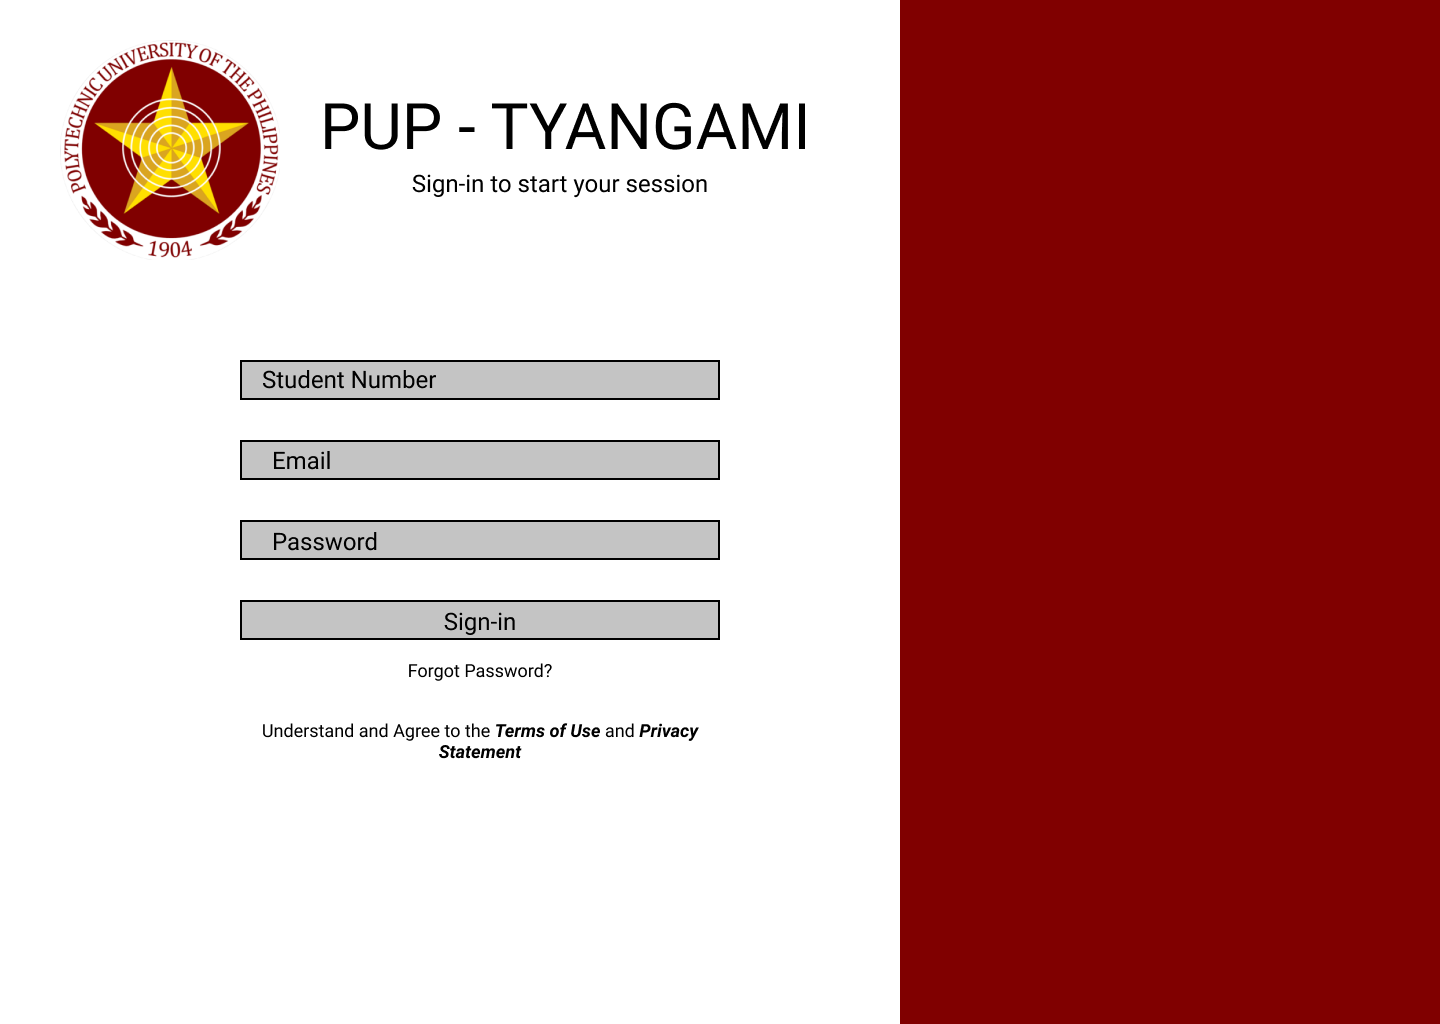 POLYTECHNIC UNIVERSITY OF THE PHILIPPINES
1904
PUP - TYANGAMI
Sign-in to start your session
Student Number
Email
Password
Sign-in
Forgot Password?
Understand and Agree to the Terms of Use and Privacy
Statement